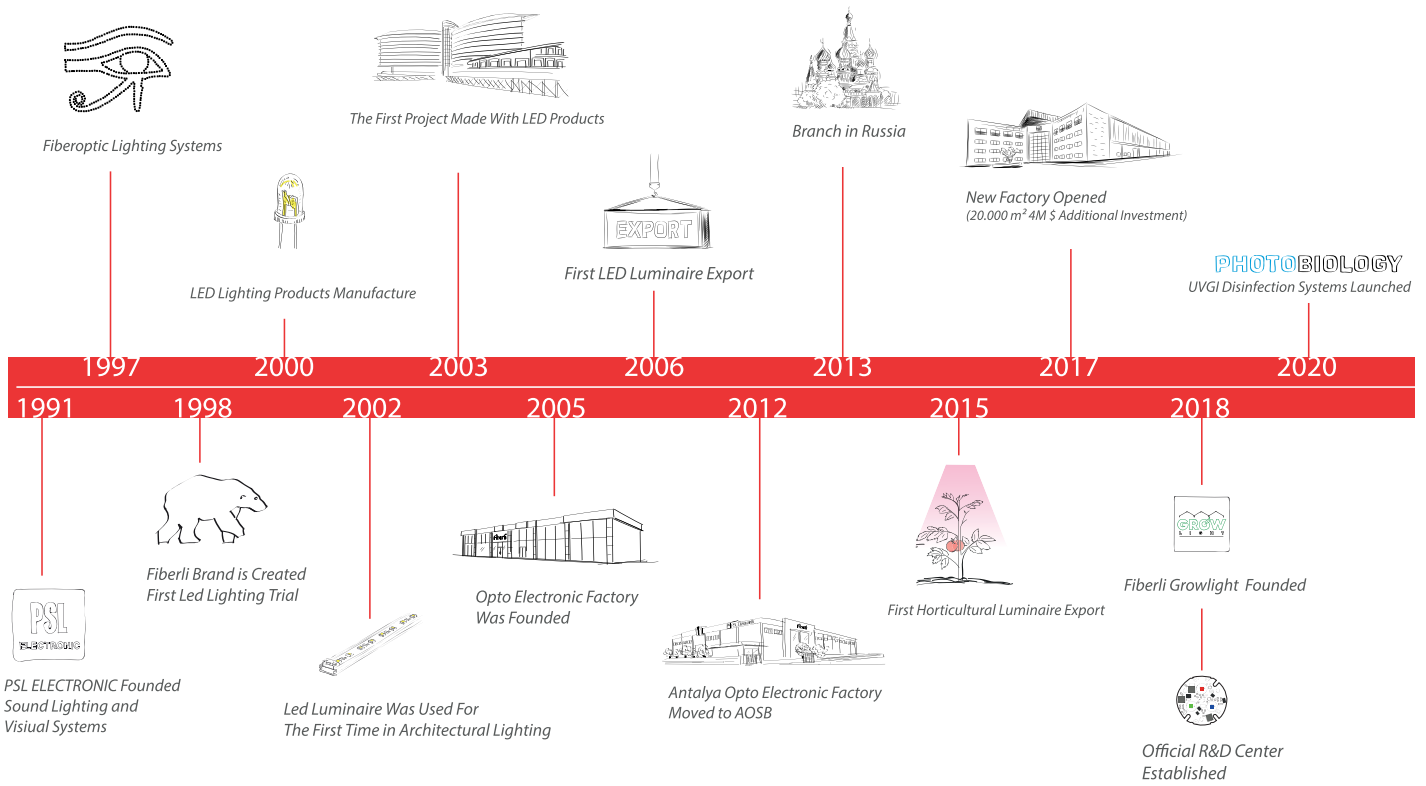 Fiberoptic Lighting Systems
The First Project Made With LED Products
Branch in Russia
New Factory Opened
(20.000 m² 4M $ Additional Investment)
LED Lighting Products Manufacture
EXPORT
First LED Luminaire Export
PHOTOBIOLOGY
UVGI Disinfection Systems Launched
1997
2000
2003
2006
2013
2017
2020
1991
1998
2002
2005
2012
2015
2018
PSL
ELECTRONIC
PSL ELECTRONIC Founded
Sound Lighting and
Visiual Systems
Fiberli Brand is Created
First Led Lighting Trial
Led Luminaire Was Used For
The First Time in Architectural Lighting
fiberli
Opto Electronic Factory
Was Founded
Antalya Opto Electronic Factory
Moved to AOSB
First Horticultural Luminaire Export
GROW
LIGHT
Fiberli Growlight Founded
Official R&D Center
Established